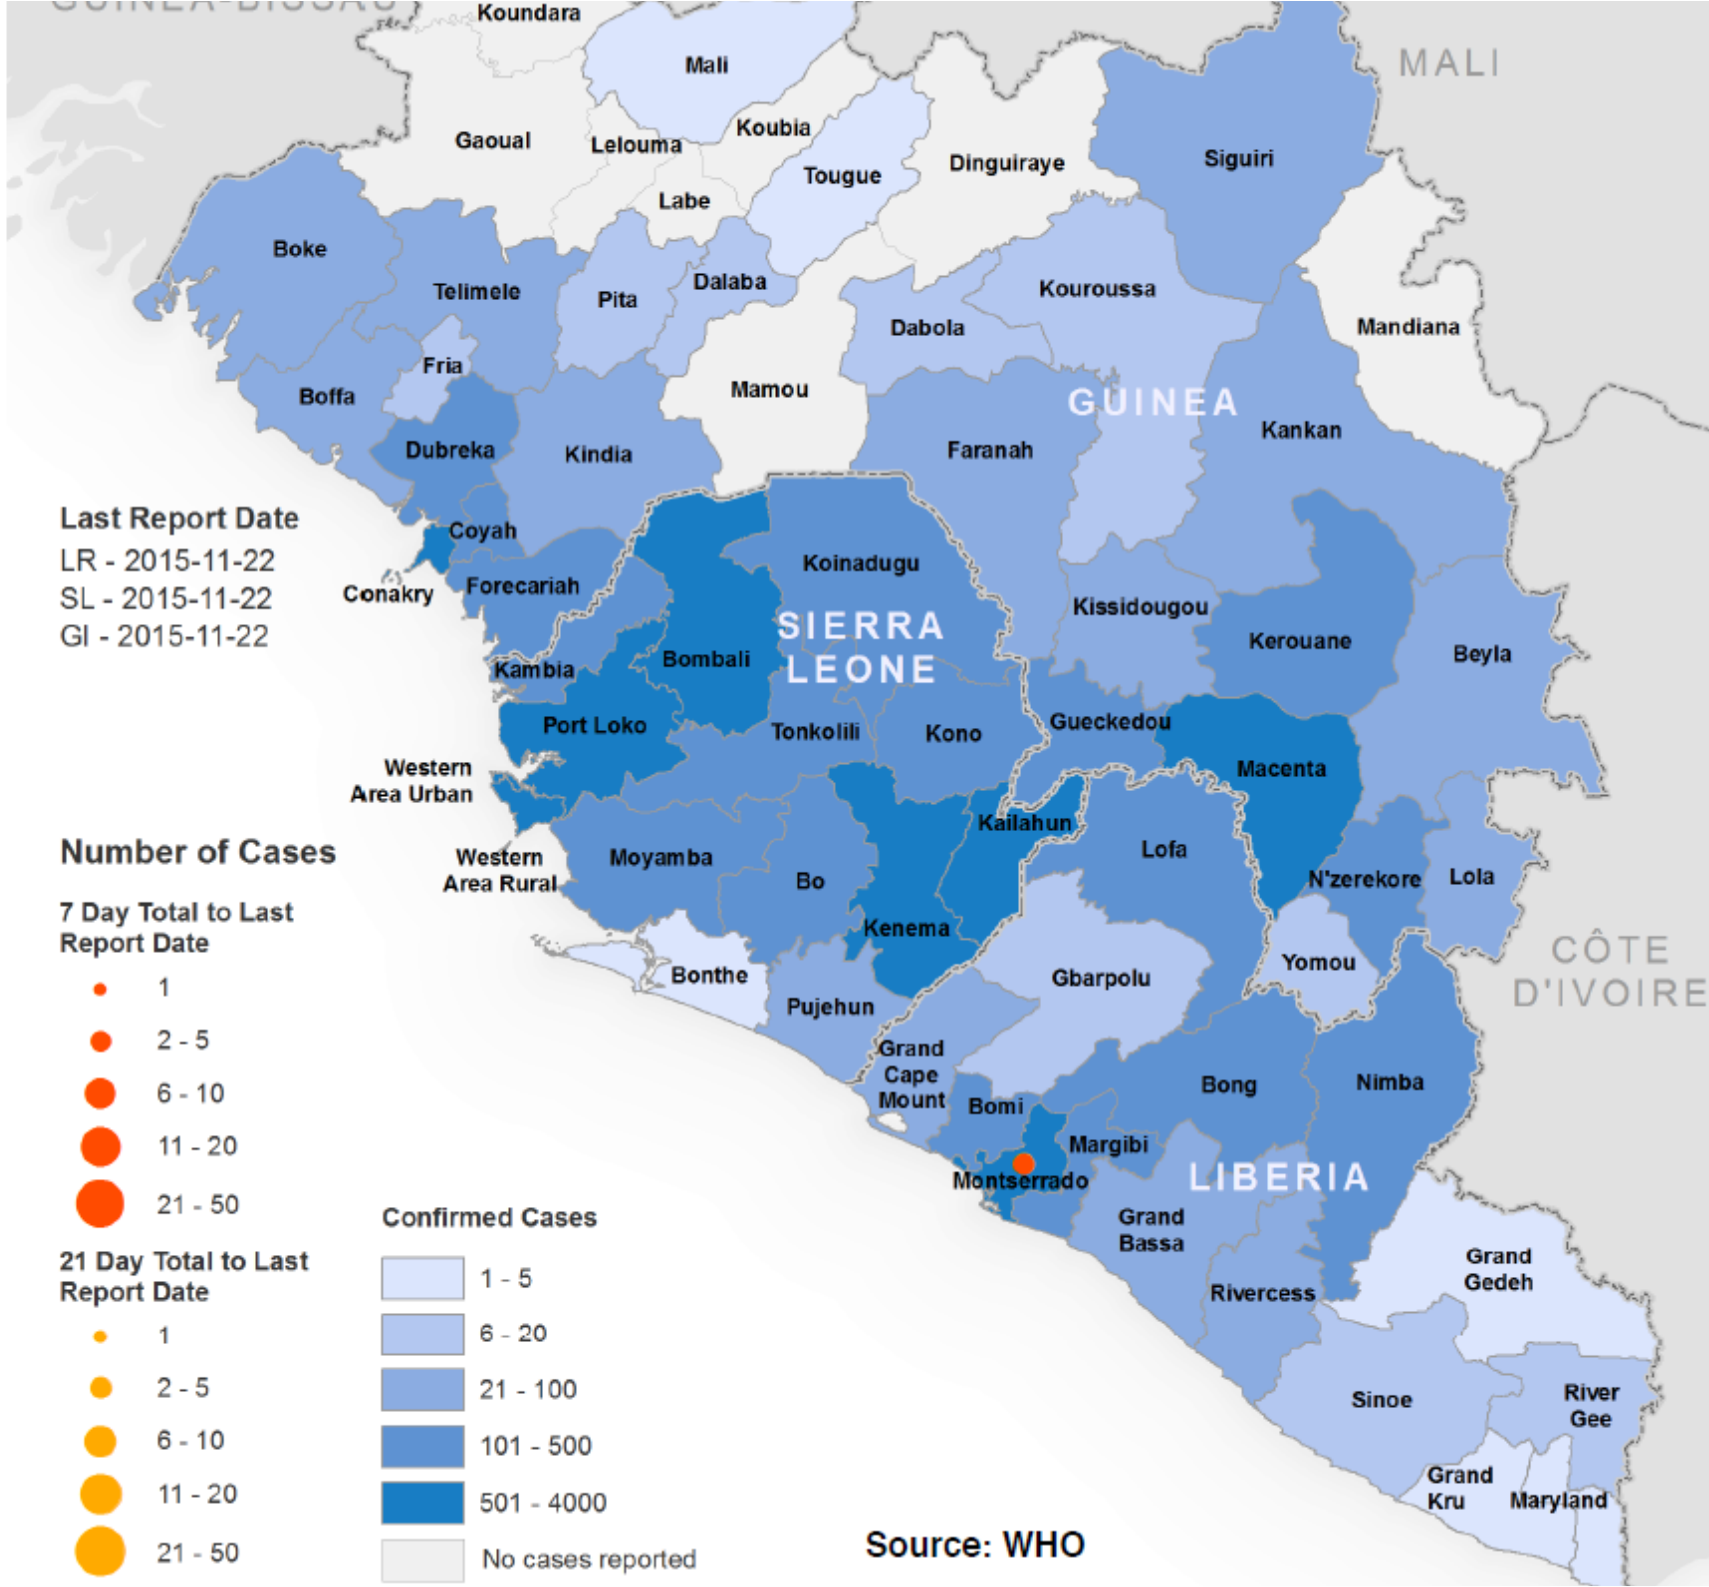 GUINEA-BISSAU
Koundara
Mali
MALI
Gaoual
Lelouma
Koubia
Tougue
Dinguiraye
Siguiri
Labe
Boke
Telimele
Pita
Dalaba
Kouroussa
Dabola
Mandiana
Fria
Boffa
Mamou
GUINEA
Kankan
Dubreka
Kindia
Faranah
Last Report Date
LR - 2015-11-22
SL - 2015-11-22
GI - 2015-11-22
Coyah
Conakry
Forecariah
Koinadugu
Kissidougou
Kerouane
Beyla
SIERRA
LEONE
Kambia
Bombali
Port Loko
Tonkolili
Kono
Gueckedou
Macenta
Western
Area Urban
Western
Area Rural
Moyamba
Bo
Kailahun
Lofa
N'zerekore
Lola
Kenema
Bonthe
Pujehun
Gbarpolu
Yomou
CÔTE
D'IVOIRE
Grand
Cape
Mount
Bomi
Bong
Nimba
Margibi
Montserrado
LIBERIA
Grand
Bassa
Rivercess
Grand
Gedeh
Sinoe
River
Gee
Grand
Kru
Maryland
Number of Cases
7 Day Total to Last
Report Date
1
2 - 5
6 - 10
11 - 20
21 - 50
21 Day Total to Last
Report Date
1
2 - 5
6 - 10
11 - 20
21 - 50
Confirmed Cases
1 - 5
6 - 20
21 - 100
101 - 500
501 - 4000
No cases reported
Source: WHO